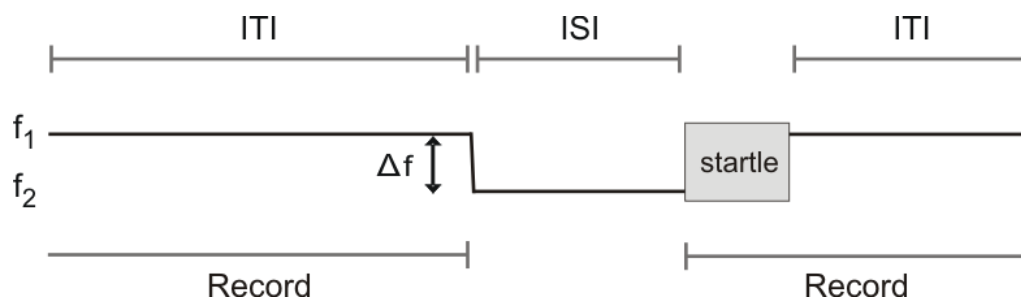 ITI ISI ITI
f1
Δf
startle
f2
Record Record